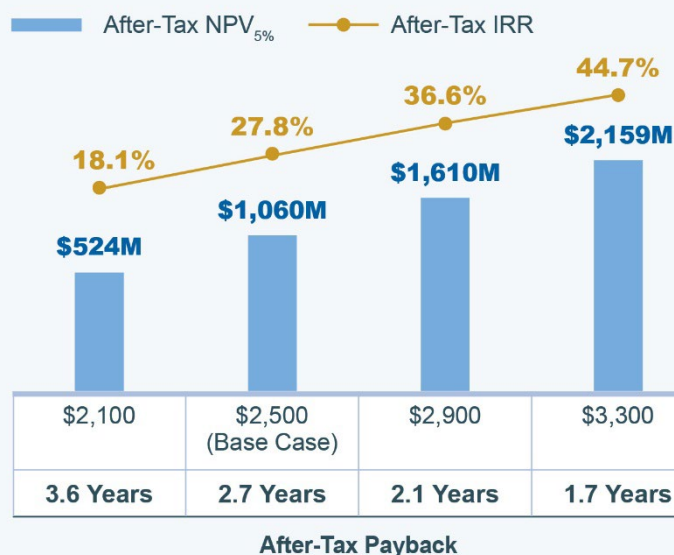 After-Tax NPV5% After-Tax IRR
44.7%
36.6%
27.8%
18.1%
$2,159M
$1,610M
$1,060M
$524M
$2,100 $2,500 $2,900 $3,300
(Base Case)
3.6 Years 2.7 Years 2.1 Years 1.7 Years
After-Tax Payback